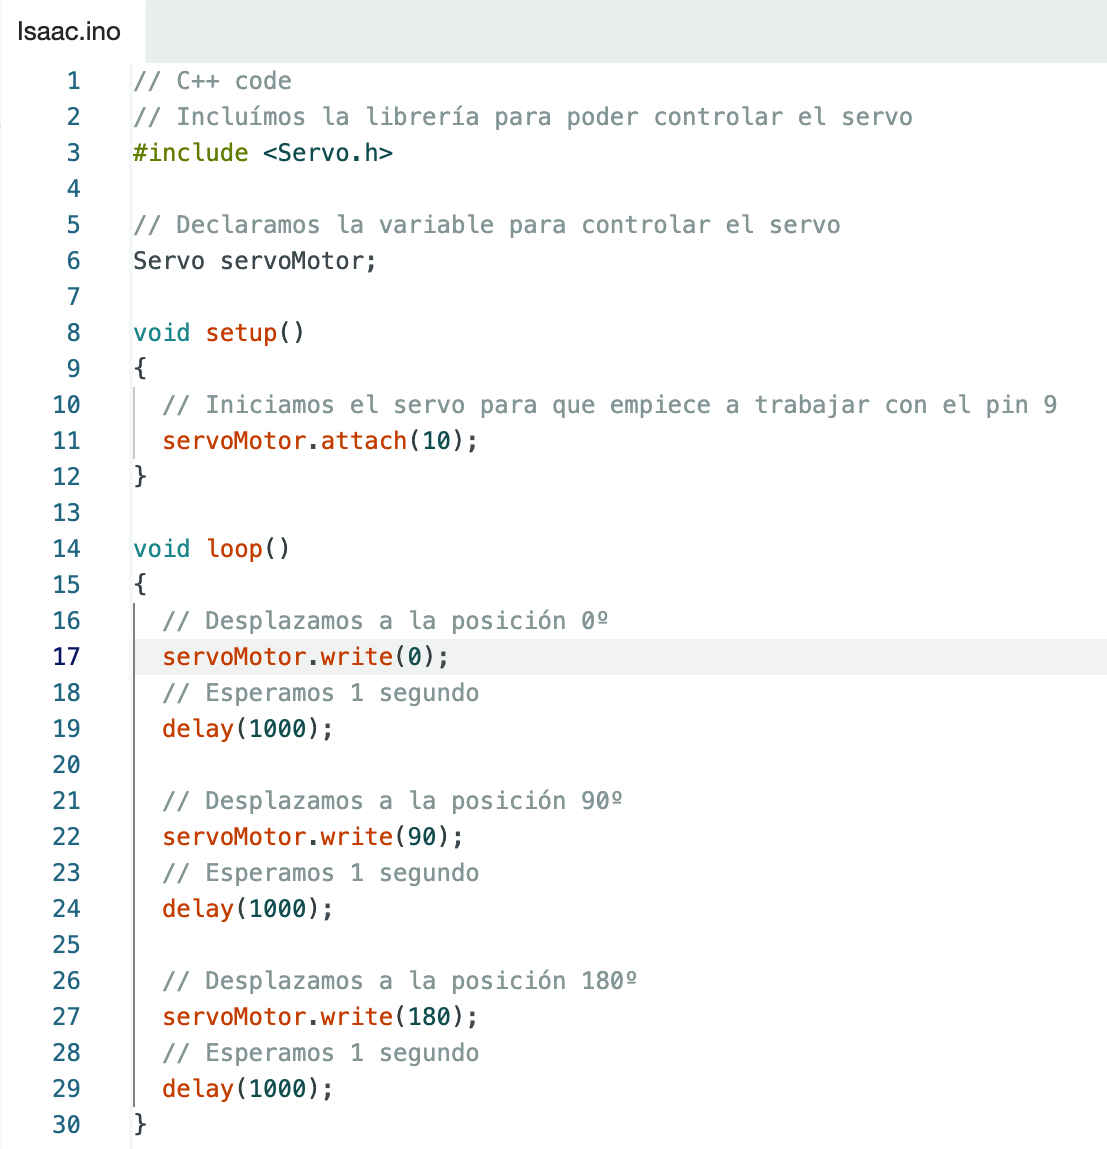 Isaac.ino
1 // C++ code
2 // Incluímos la librería para poder controlar el servo
3 #include <Servo.h>
4
5 // Declaramos la variable para controlar el servo
6 Servo servoMotor;
7
8 void setup()
9 {
10 // Iniciamos el servo para que empiece a trabajar con el pin 9
11 servoMotor.attach(10);
12 }
13
14 void loop()
15 {
16 // Desplazamos a la posición 0º
17 servoMotor.write(0);
18 // Esperamos 1 segundo
19 delay(1000);
20
21 // Desplazamos a la posición 90º
22 servoMotor.write(90);
23 // Esperamos 1 segundo
24 delay(1000);
25
26 // Desplazamos a la posición 180º
27 servoMotor.write(180);
28 // Esperamos 1 segundo
29 delay(1000);
30 }